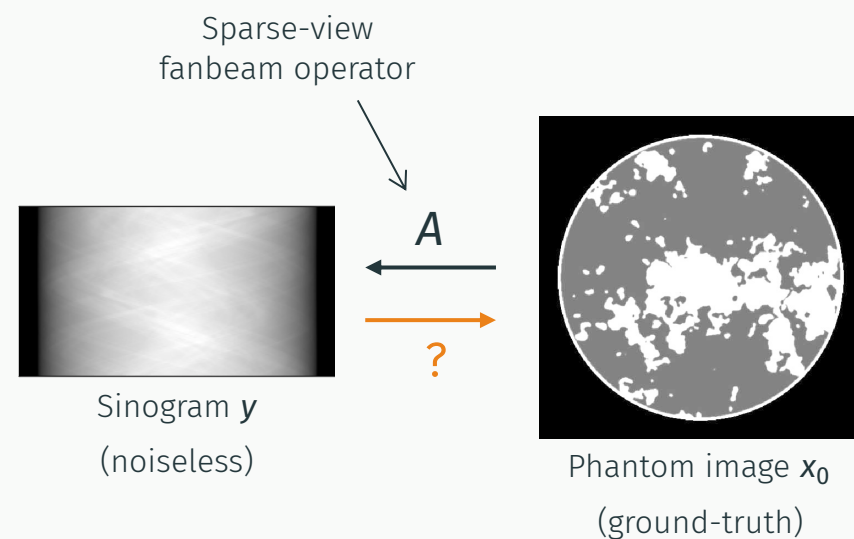 Sparse-view
fanbeam operator
A
?
Sinogram y
(noiseless)
Phantom image x₀
(ground-truth)